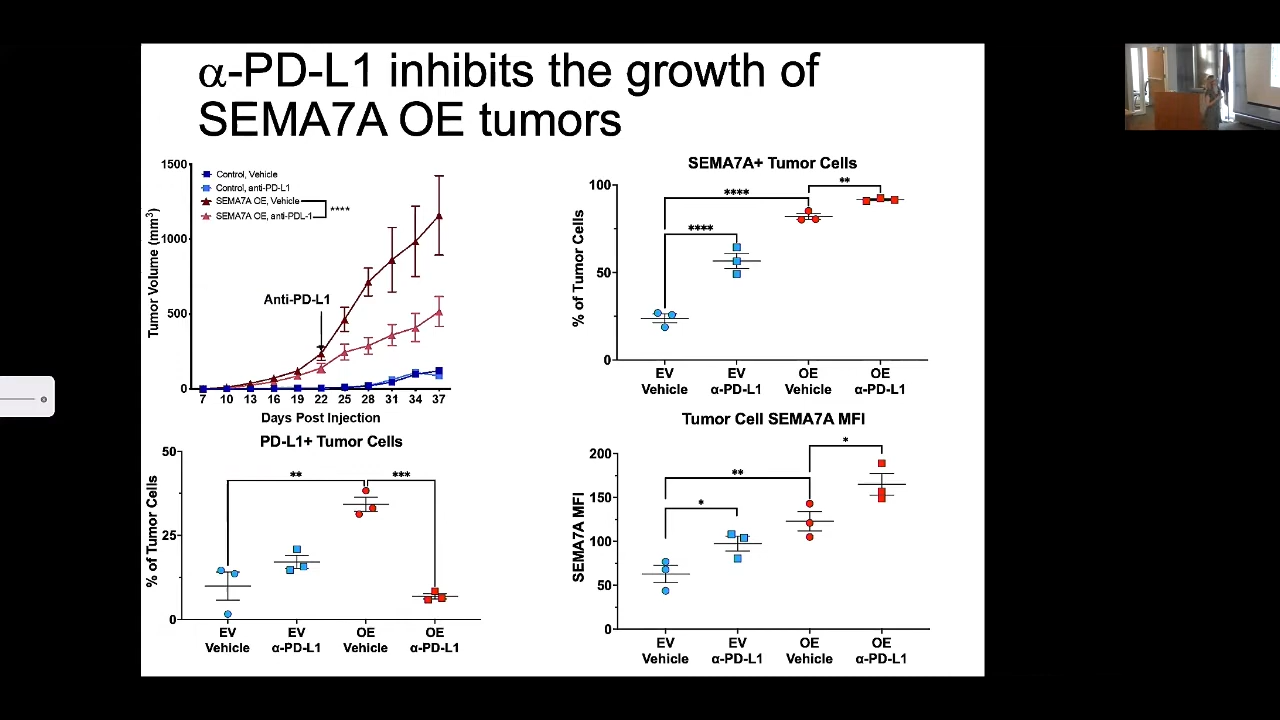 α-PD-L1 inhibits the growth of
SEMA7A OE tumors
1500
1000
500
0
Tumor Volume (mm³)
Control, Vehicle
Control, anti-PD-L1
SEMA7A OE, Vehicle
SEMA7A OE, anti-PDL-1
****
Anti-PD-L1
7 10 13 16 19 22 25 28 31 34 37
Days Post Injection
SEMA7A+ Tumor Cells
100
50
0
% of Tumor Cells
****
****
**
EV EV OE OE
Vehicle α-PD-L1 Vehicle α-PD-L1
PD-L1+ Tumor Cells
50
25
0
% of Tumor Cells
**
***
EV EV OE OE
Vehicle α-PD-L1 Vehicle α-PD-L1
Tumor Cell SEMA7A MFI
200
150
100
50
0
SEMA7A MFI
*
**
*
EV EV OE OE
Vehicle α-PD-L1 Vehicle α-PD-L1